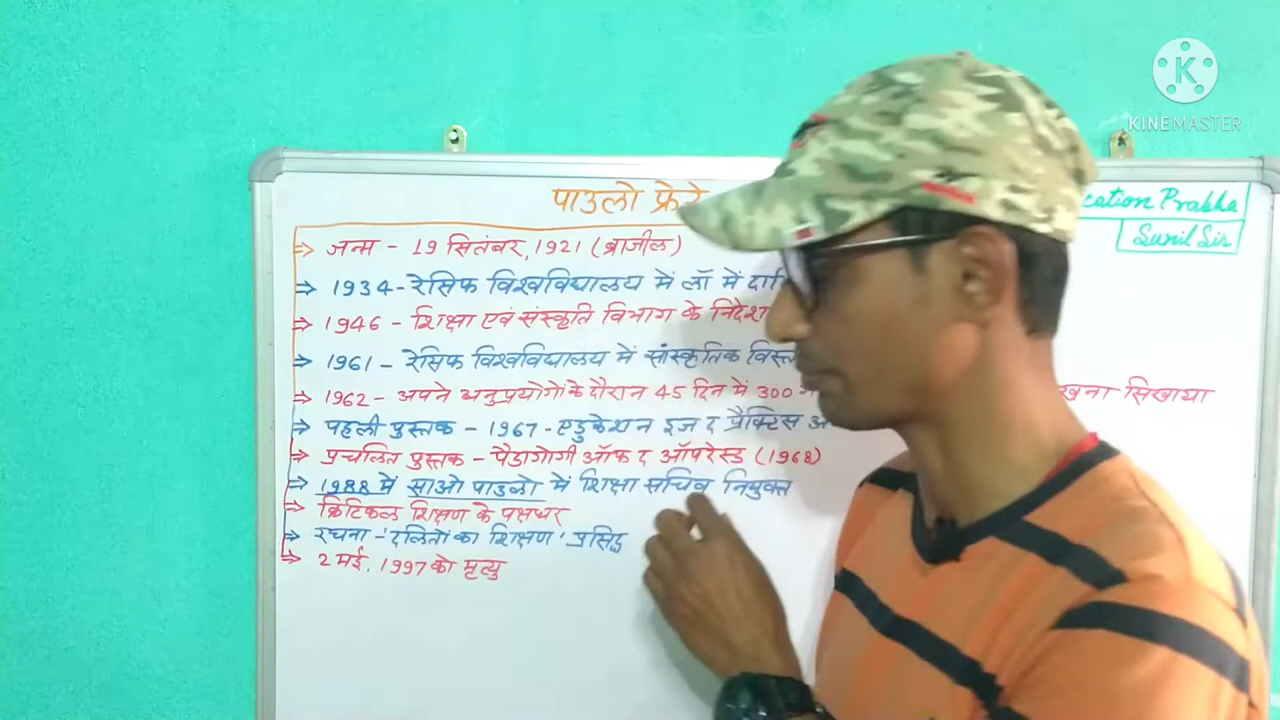 KINEMASTER
पाउलो फ्रेरे
cation Prabha
Sunil Sir
⇒ जन्म - 19 सितंबर, 1921 (ब्राजील)
⇒ 1934 - रेसिफ विश्वविद्यालय में लॉ में
⇒ 1946 - शिक्षा एवं संस्कृति विभाग के
⇒ 1961 - रेसिफ विश्वविद्यालय में सांस्कृतिक
⇒ 1962 - अपने अनुप्रयोगों के दौरान 45 दिन में 300 सिखाया
⇒ पहली पुस्तक - 1967 - एडुकेशन इज द प्रैक्टिस
⇒ प्रचलित पुस्तक - पैडागोगी ऑफ द ऑपरेस्ड (1968)
⇒ 1988 में साओ पाउलो में शिक्षा सचिव नियुक्त
⇒ क्रिटिकल शिक्षण के पक्षधर
⇒ रचना - 'दलितों का शिक्षण' प्रसिद्ध
⇒ 2 मई, 1997 को मृत्यु